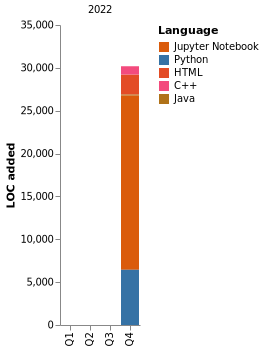 2022
35,000
30,000
25,000
20,000
15,000
10,000
5,000
0
LOC added
Q1
Q2
Q3
Q4
Language
Jupyter Notebook
Python
HTML
C++
Java